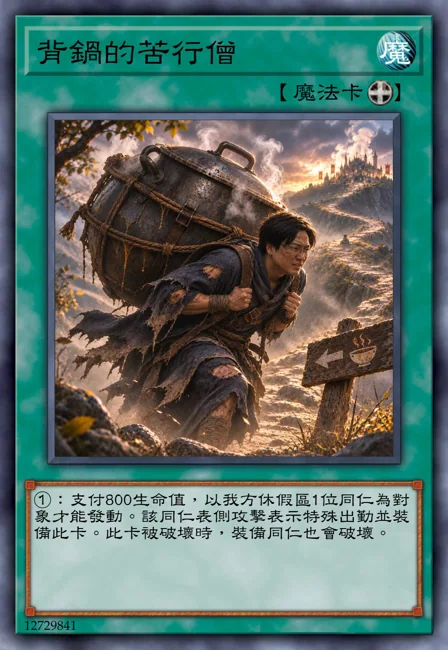 背鍋的苦行僧
魔
【魔法卡】
①：支付800生命值，以我方休假區1位同仁為對
象才能發動。該同仁表側攻擊表示特殊出勤並裝
備此卡。此卡被破壞時，裝備同仁也會破壞。
12729841